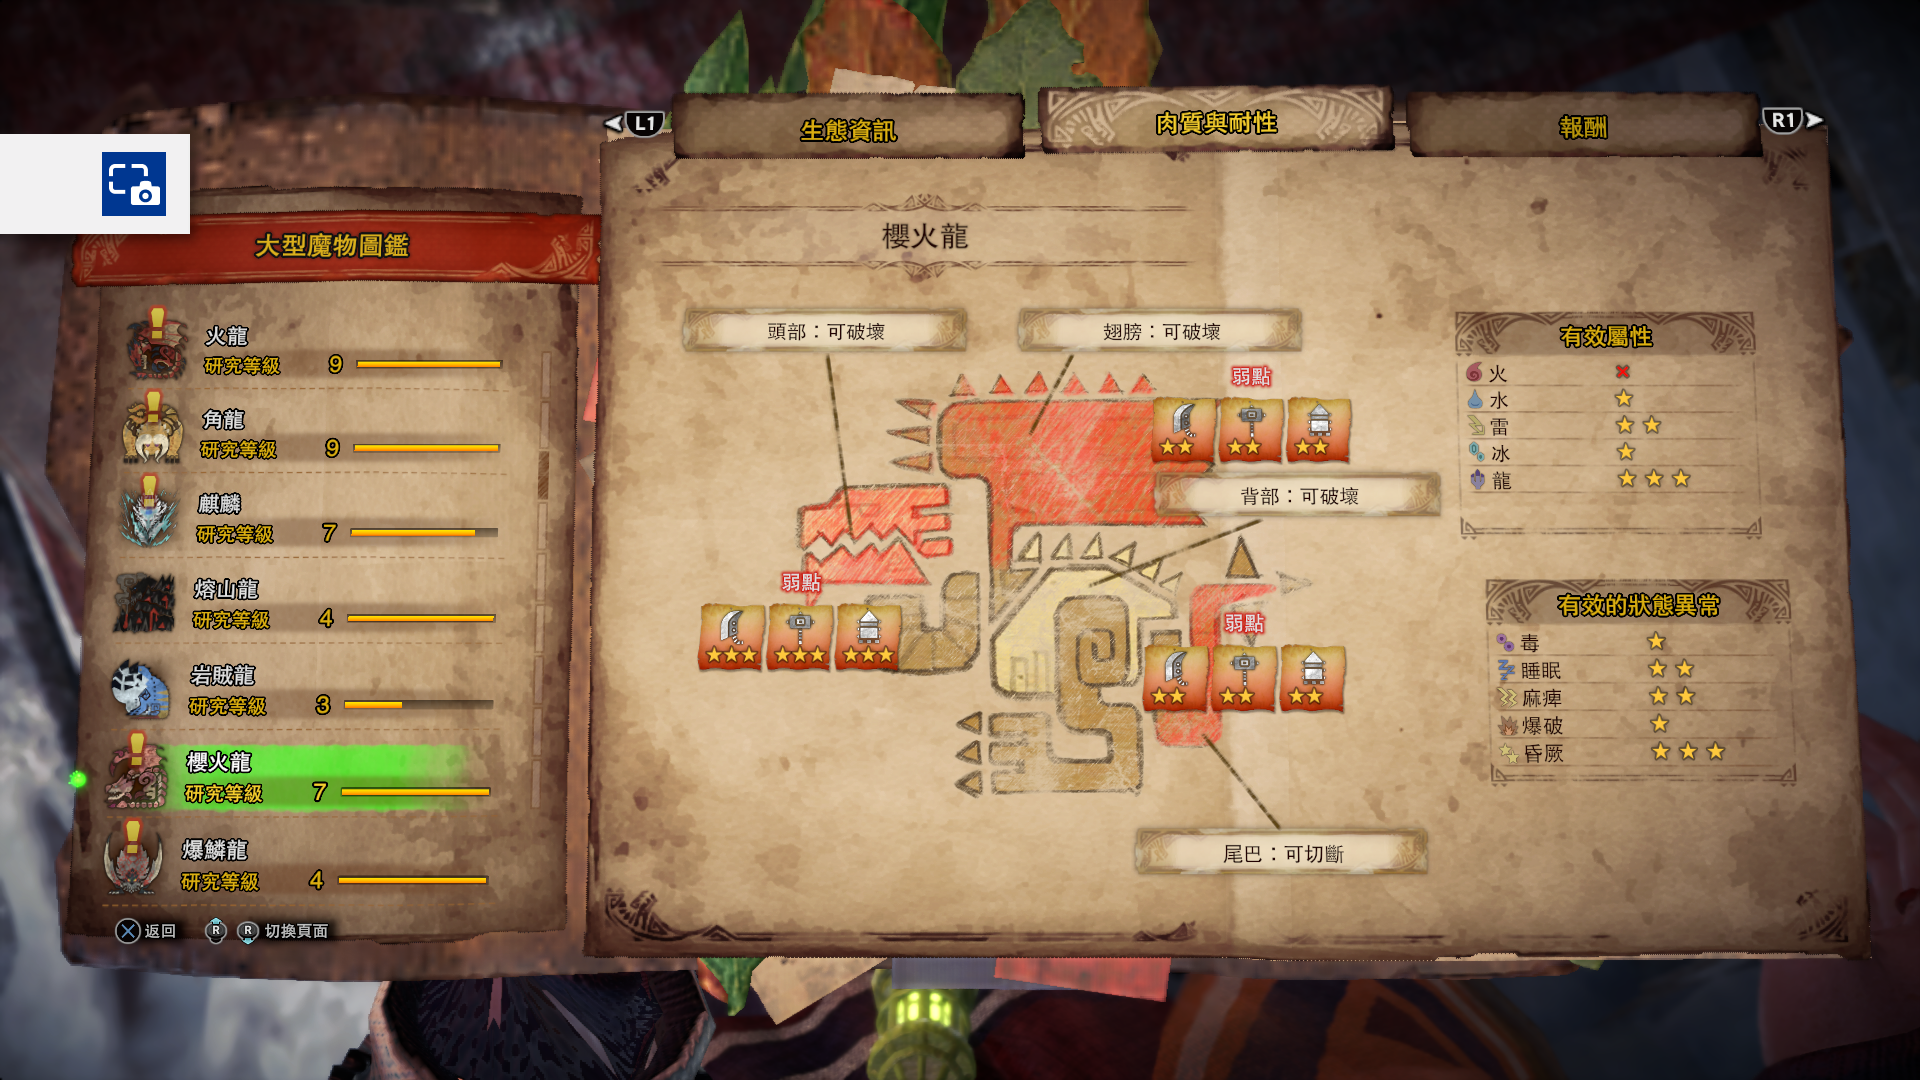 L1
生態資訊
肉質與耐性
報酬
R1
大型魔物圖鑑
火龍
研究等級 9
角龍
研究等級 9
麒麟
研究等級 7
熔山龍
研究等級 4
岩賊龍
研究等級 3
櫻火龍
研究等級 7
爆鱗龍
研究等級 4
返回 R R 切換頁面
櫻火龍
頭部：可破壞
翅膀：可破壞
弱點
背部：可破壞
弱點
弱點
尾巴：可切斷
有效屬性
火
水
雷
冰
龍
有效的狀態異常
毒
睡眠
麻痺
爆破
昏厥